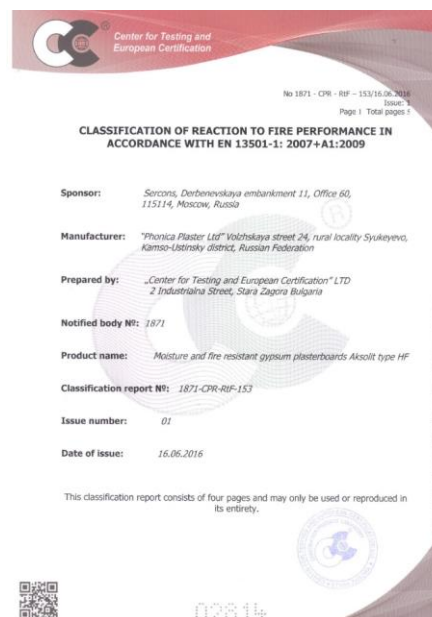 Center for Testing and
European Certification
No 1871 - CPR - RtF – 153/16.06.2016
Issue: 1
Page 1 Total pages
CLASSIFICATION OF REACTION TO FIRE PERFORMANCE IN
ACCORDANCE WITH EN 13501-1: 2007+A1:2009
Sponsor: Sercons, Derbenevskaya embankment 11, Office 60,
115114, Moscow, Russia
Manufacturer: "Phonica Plaster Ltd" Volzhskaya street 24, rural locality Syukeyevo,
Kamso-Ustinsky district, Russian Federation
Prepared by: „Center for Testing and European Certification" LTD
2 Industrialna Street, Stara Zagora Bulgaria
Notified body №: 1871
Product name: Moisture and fire resistant gypsum plasterboards Aksolit type HF
Classification report №: 1871-CPR-RtF-153
Issue number: 01
Date of issue: 16.06.2016
This classification report consists of four pages and may only be used or reproduced in
its entirety.
02814